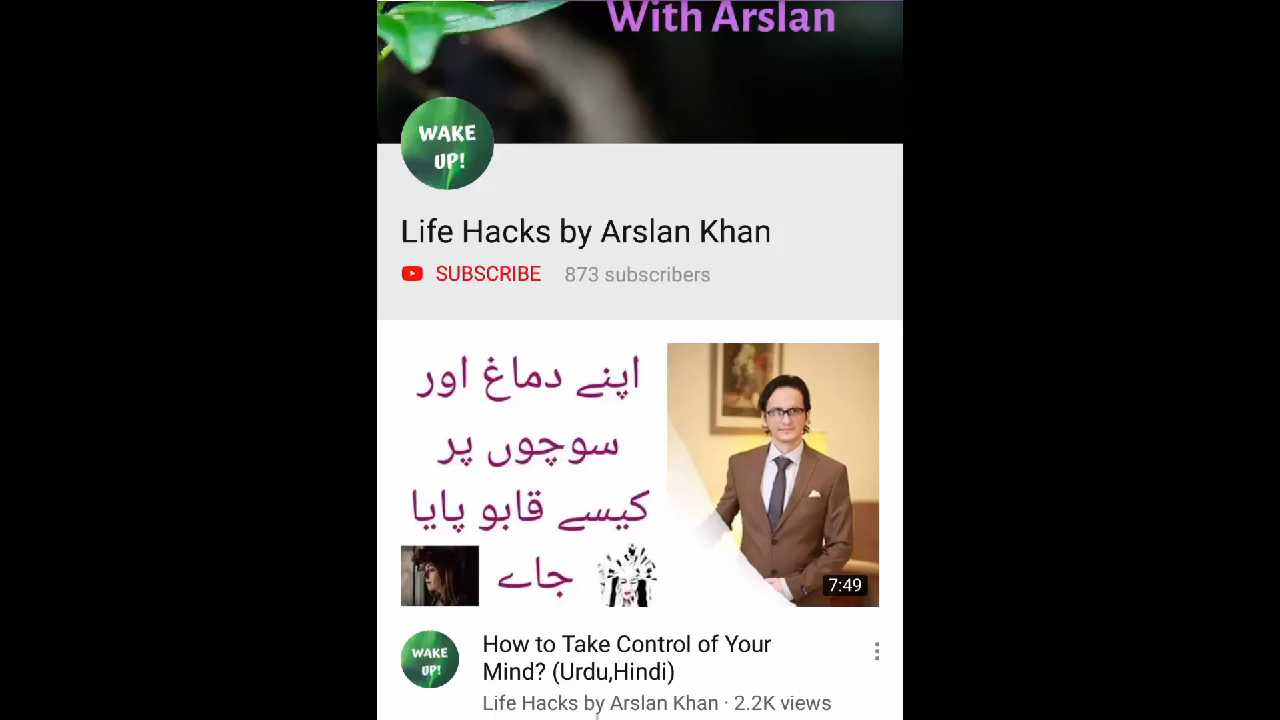 With Arslan
WAKE
UP!
Life Hacks by Arslan Khan
SUBSCRIBE 873 subscribers
اپنے دماغ اور
سوچوں پر
کیسے قابو پایا
جاے
7:49
WAKE
UP!
How to Take Control of Your
Mind? (Urdu,Hindi)
Life Hacks by Arslan Khan · 2.2K views